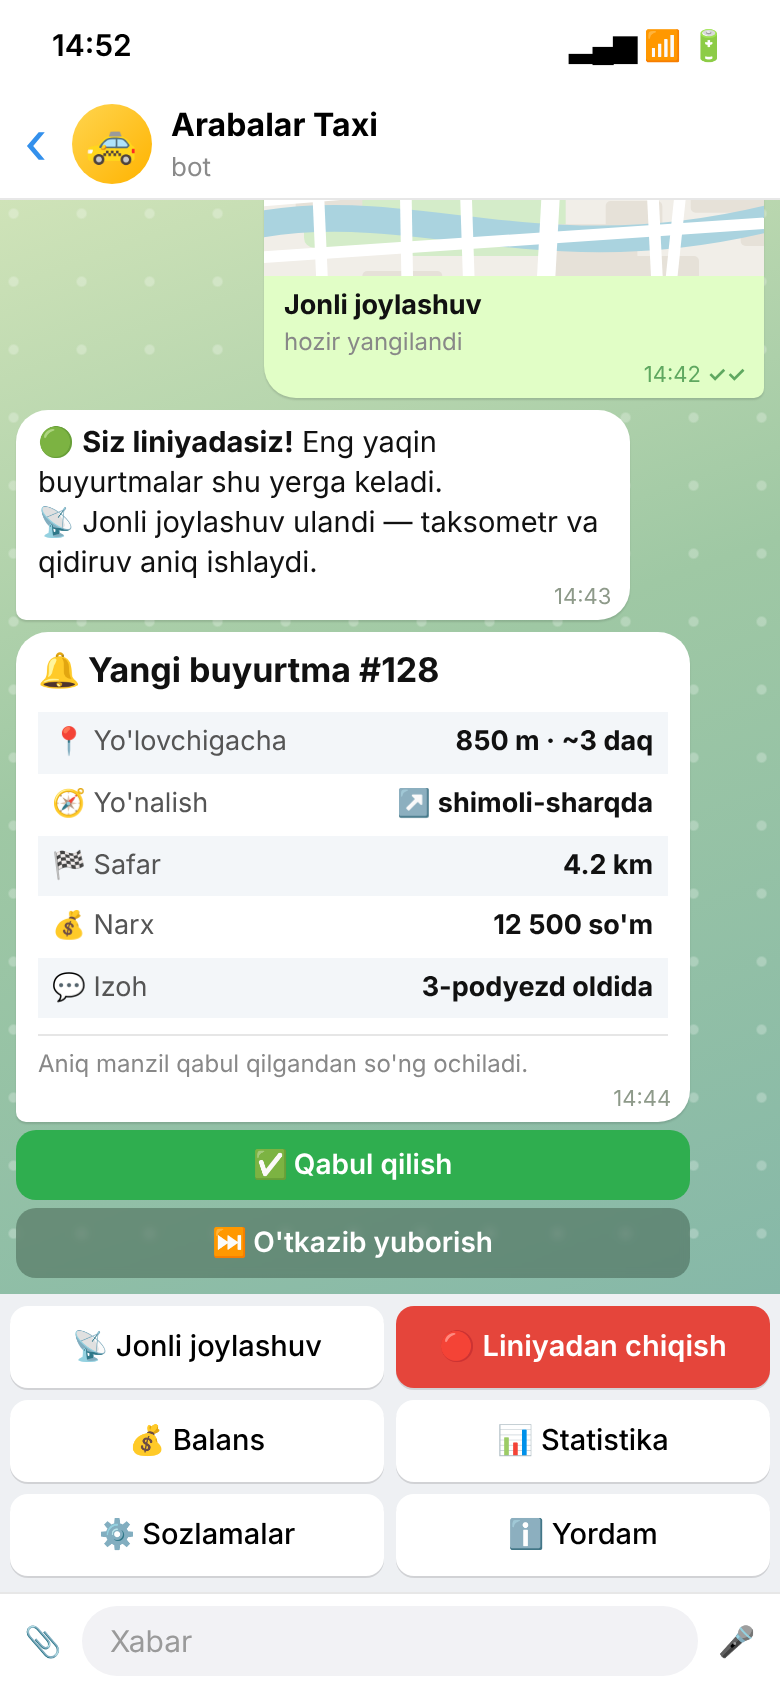 14:52
Arabalar Taxi
bot
Jonli joylashuv
hozir yangilandi
14:42
Siz liniyadasiz! Eng yaqin
buyurtmalar shu yerga keladi.
Jonli joylashuv ulandi — taksometr va
qidiruv aniq ishlaydi.
14:43
Yangi buyurtma #128
Yo'lovchigacha 850 m · ~3 daq
Yo'nalish shimoli-sharqda
Safar 4.2 km
Narx 12 500 so'm
Izoh 3-podyezd oldida
Aniq manzil qabul qilgandan so'ng ochiladi.
14:44
Qabul qilish
O'tkazib yuborish
Jonli joylashuv
Liniyadan chiqish
Balans
Statistika
Sozlamalar
Yordam
Xabar